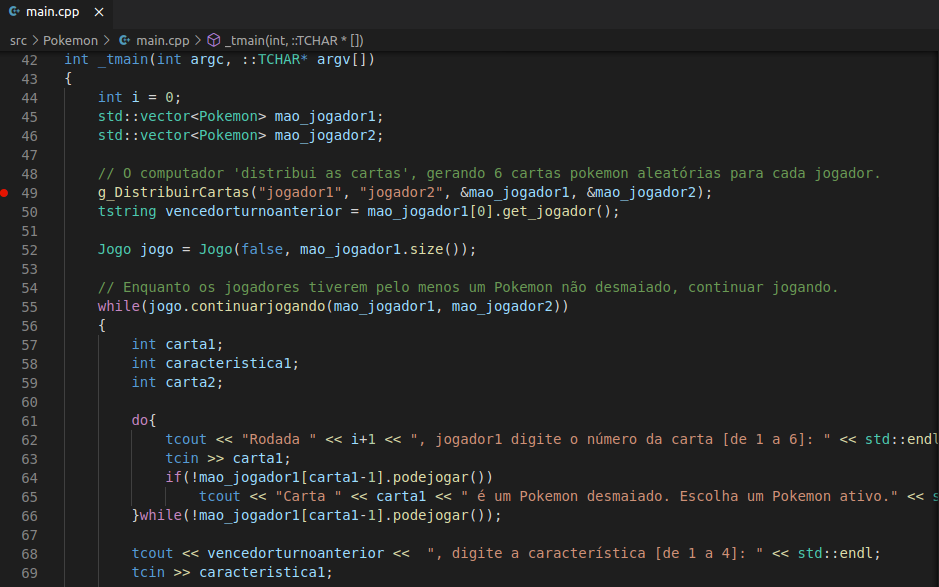 main.cpp ×
src > Pokemon > main.cpp > _tmain(int, ::TCHAR * [])
42 int _tmain(int argc, ::TCHAR* argv[])
43 {
44 int i = 0;
45 std::vector<Pokemon> mao_jogador1;
46 std::vector<Pokemon> mao_jogador2;
47
48 // O computador 'distribui as cartas', gerando 6 cartas pokemon aleatórias para cada jogador.
49 g_DistribuirCartas("jogador1", "jogador2", &mao_jogador1, &mao_jogador2);
50 tstring vencedorturnoanterior = mao_jogador1[0].get_jogador();
51
52 Jogo jogo = Jogo(false, mao_jogador1.size());
53
54 // Enquanto os jogadores tiverem pelo menos um Pokemon não desmaiado, continuar jogando.
55 while(jogo.continuarjogando(mao_jogador1, mao_jogador2))
56 {
57 int carta1;
58 int caracteristica1;
59 int carta2;
60
61 do{
62 tcout << "Rodada " << i+1 << ", jogador1 digite o número da carta [de 1 a 6]: " << std::endl
63 tcin >> carta1;
64 if(!mao_jogador1[carta1-1].podejogar())
65 tcout << "Carta " << carta1 << " é um Pokemon desmaiado. Escolha um Pokemon ativo." << s
66 }while(!mao_jogador1[carta1-1].podejogar());
67
68 tcout << vencedorturnoanterior << ", digite a característica [de 1 a 4]: " << std::endl;
69 tcin >> caracteristica1;